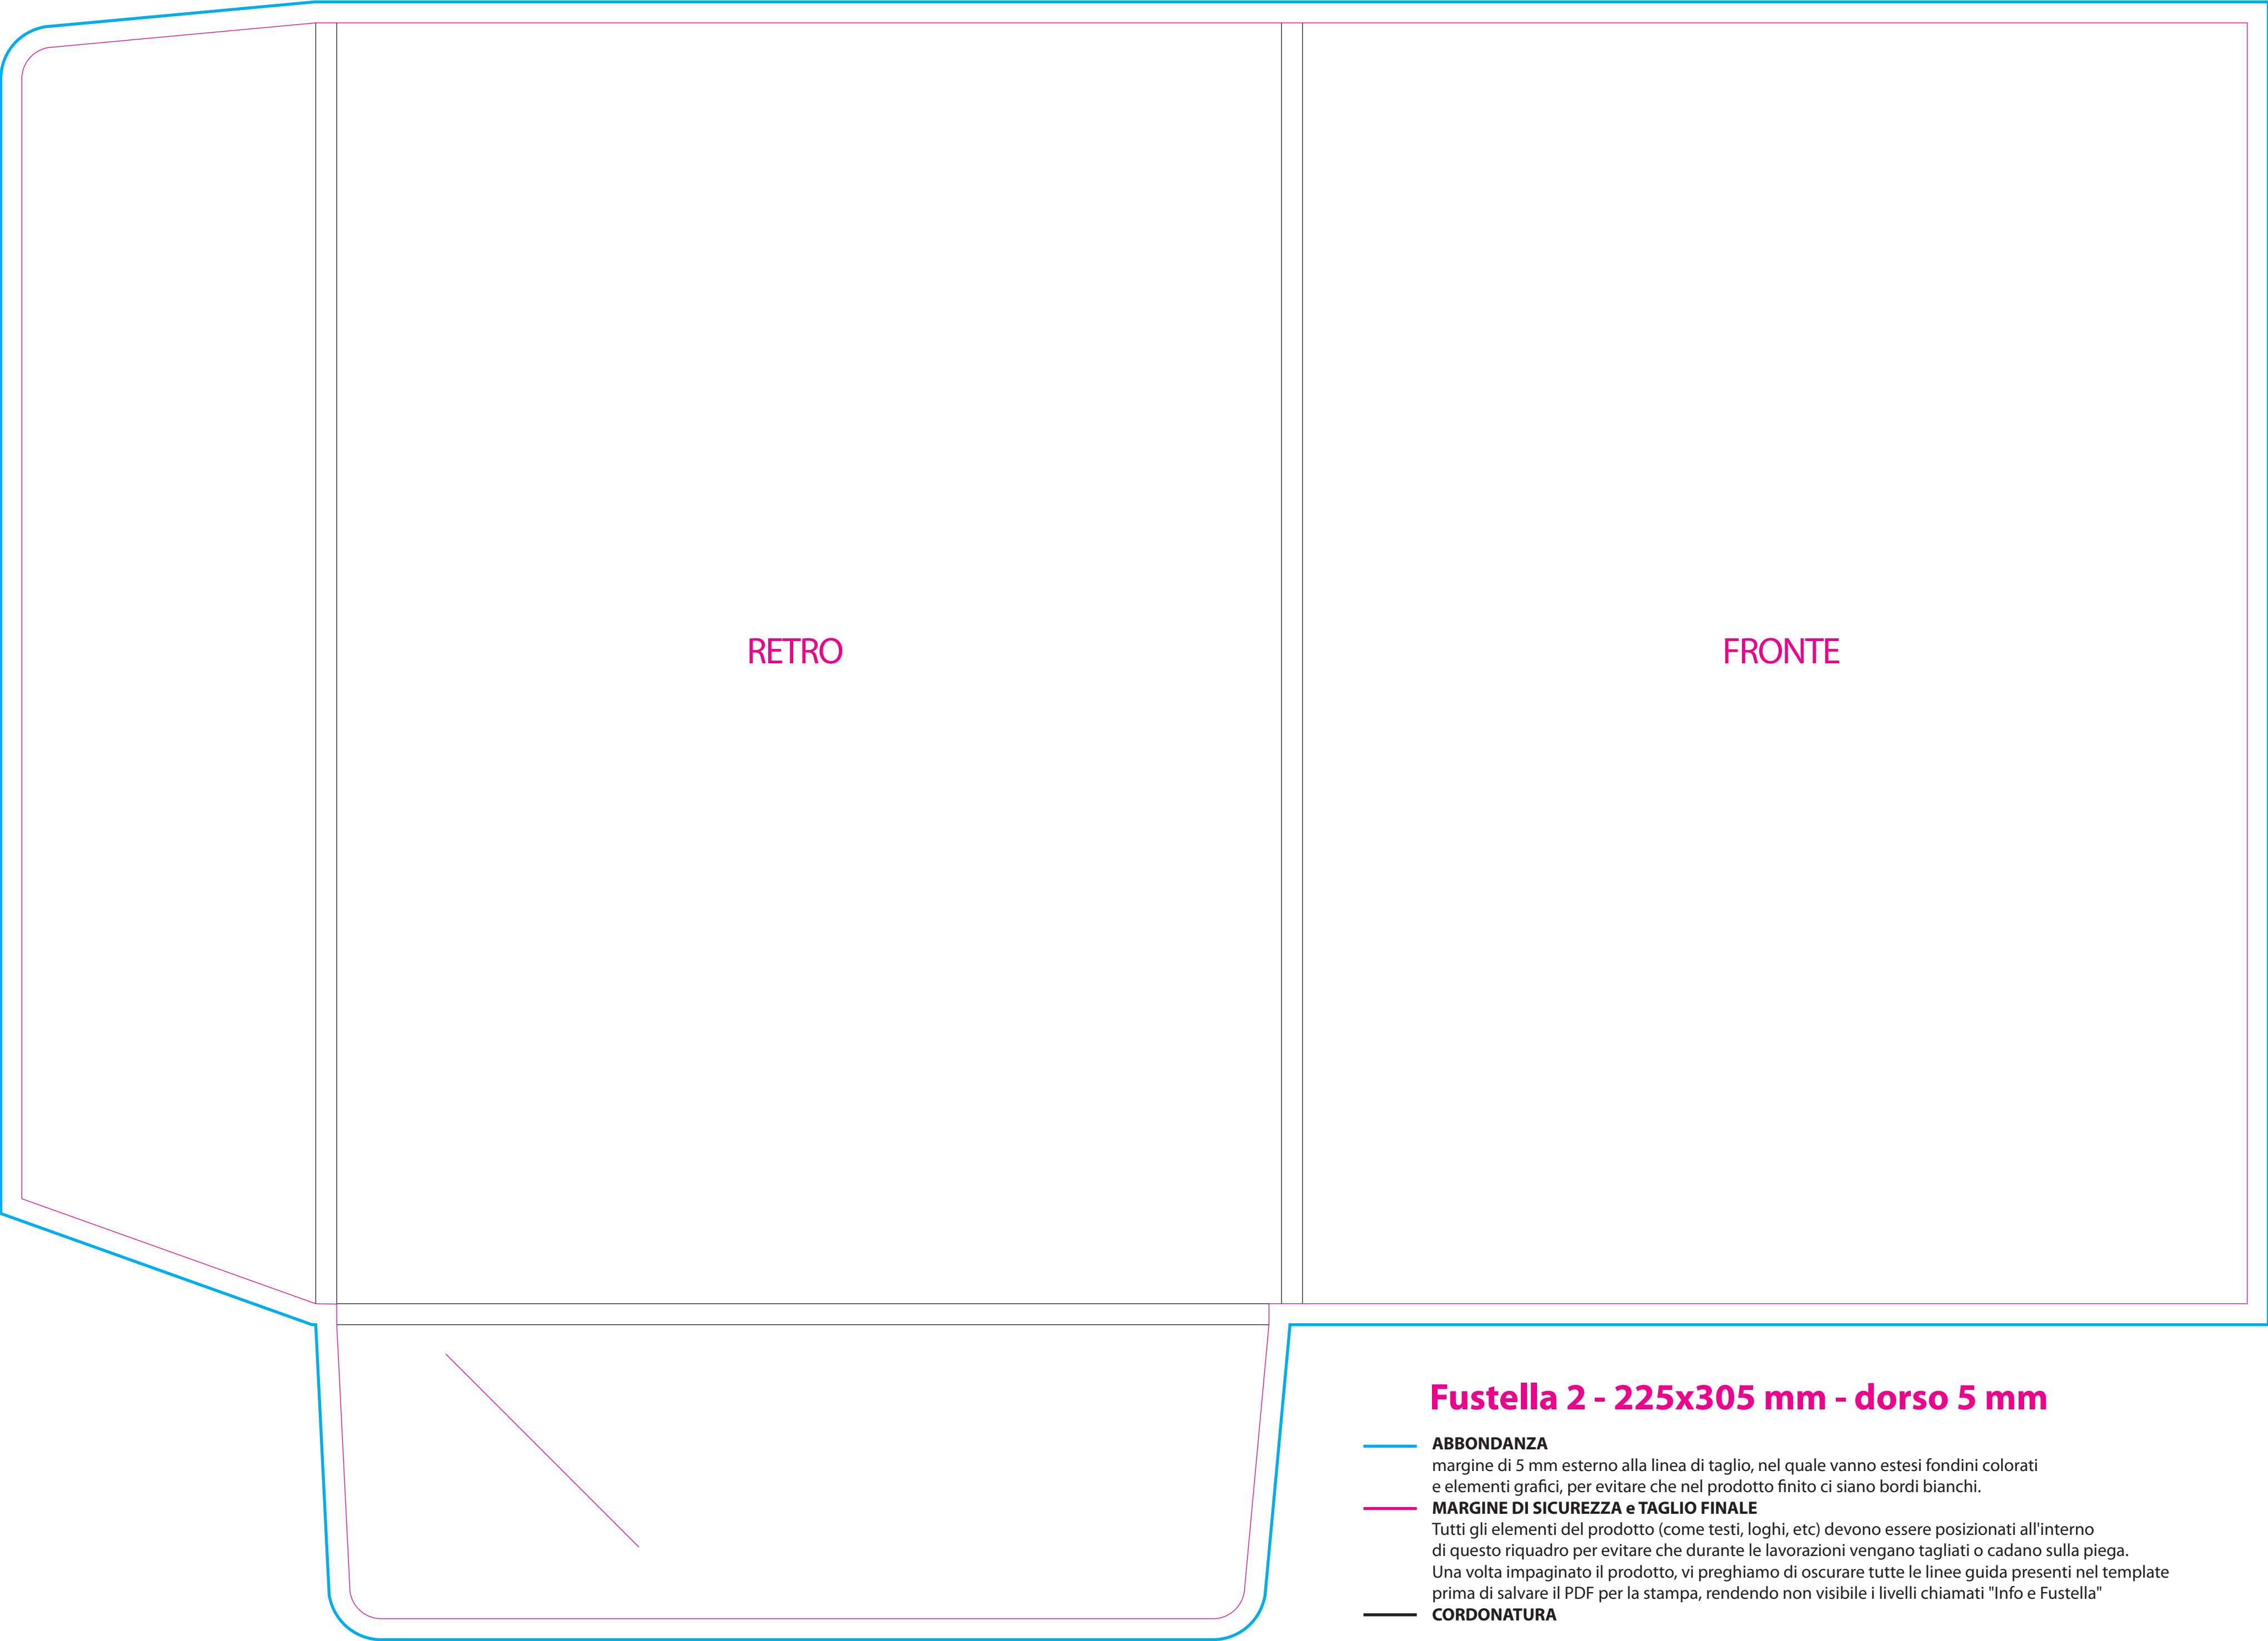 RETRO
FRONTE
Fustella 2 - 225x305 mm - dorso 5 mm
ABBONDANZA
margine di 5 mm esterno alla linea di taglio, nel quale vanno estesi fondini colorati
e elementi grafici, per evitare che nel prodotto finito ci siano bordi bianchi.
MARGINE DI SICUREZZA e TAGLIO FINALE
Tutti gli elementi del prodotto (come testi, loghi, etc) devono essere posizionati all'interno
di questo riquadro per evitare che durante le lavorazioni vengano tagliati o cadano sulla piega.
Una volta impaginato il prodotto, vi preghiamo di oscurare tutte le linee guida presenti nel template
prima di salvare il PDF per la stampa, rendendo non visibile i livelli chiamati "Info e Fustella"
CORDONATURA